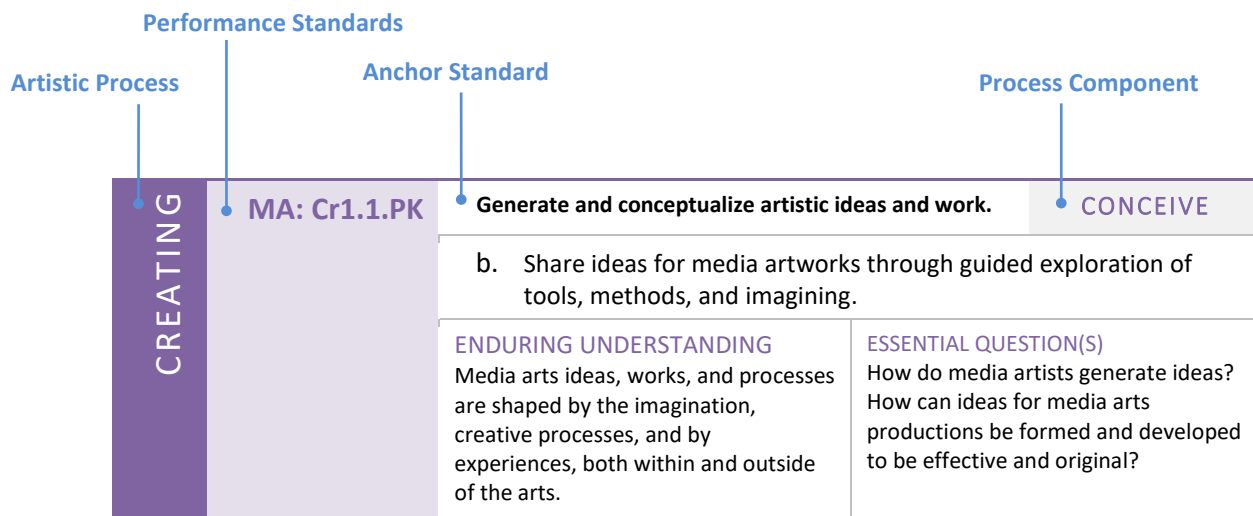 Performance Standards
Artistic Process
Anchor Standard
Process Component
CREATING
MA: Cr1.1.PK
Generate and conceptualize artistic ideas and work.
CONCEIVE
b. Share ideas for media artworks through guided exploration of
tools, methods, and imagining.
ENDURING UNDERSTANDING
Media arts ideas, works, and processes
are shaped by the imagination,
creative processes, and by
experiences, both within and outside
of the arts.
ESSENTIAL QUESTION(S)
How do media artists generate ideas?
How can ideas for media arts
productions be formed and developed
to be effective and original?